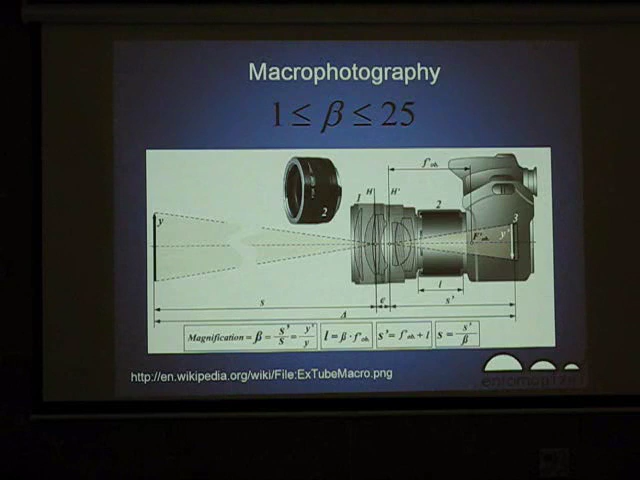 Macrophotography
1 ≤ β ≤ 25
f'ob.
1
H
H'
2
2
3
y
y'
F'ob.
l
s
e
s'
Δ
Magnification = β = s'/s = y'/y
l = β · f'ob.
s' = f'ob. + l
s = s'/β
http://en.wikipedia.org/wiki/File:ExTubeMacro.png